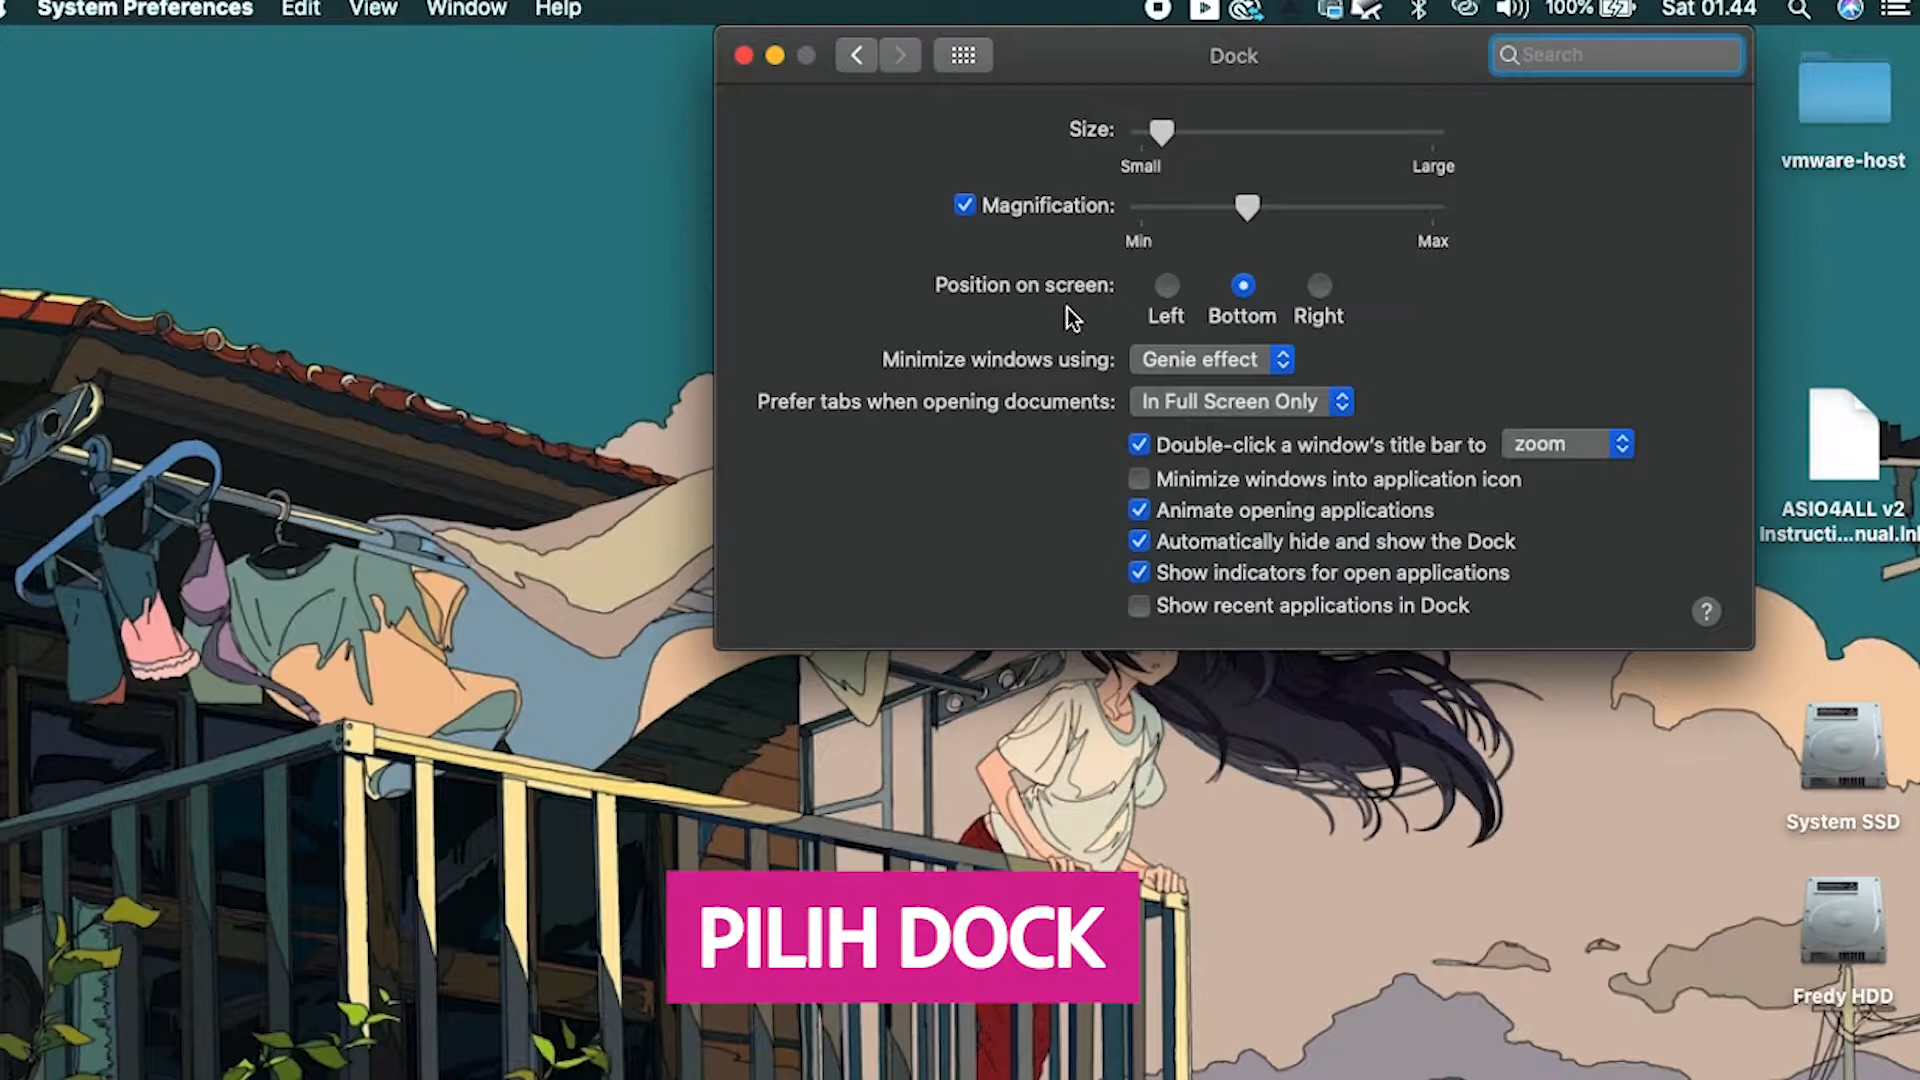 System Preferences Edit View Window Help
100% Sat 01.44
Dock
Search
vmware-host
Size:
Small Large
Magnification:
Min Max
Position on screen:
Left Bottom Right
Minimize windows using: Genie effect
Prefer tabs when opening documents: In Full Screen Only
Double-click a window's title bar to zoom
Minimize windows into application icon
Animate opening applications
Automatically hide and show the Dock
Show indicators for open applications
Show recent applications in Dock
?
ASIO4ALL v2
Instructi...nual.ln
System SSD
Fredy HDD
PILIH DOCK